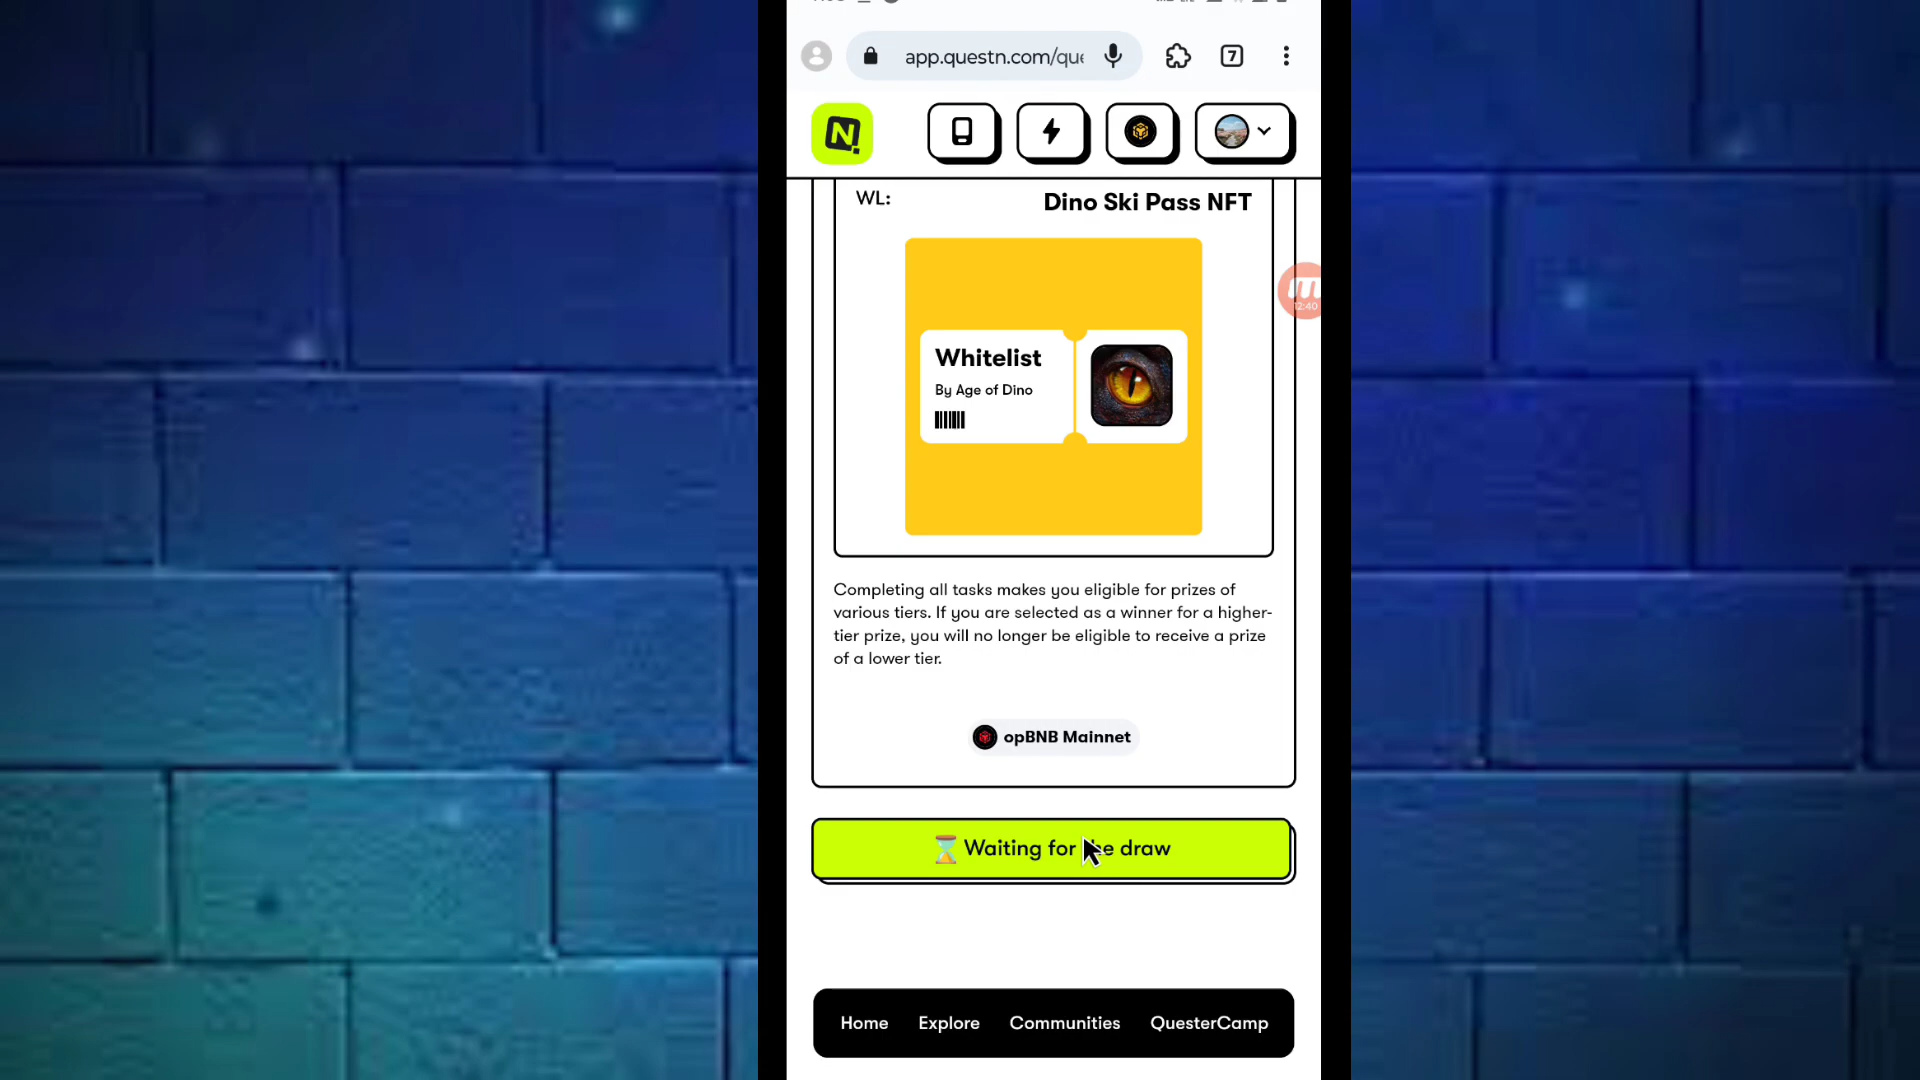 app.questn.com/que
7
N!
WL:
Dino Ski Pass NFT
12:40
Whitelist
By Age of Dino
Completing all tasks makes you eligible for prizes of
various tiers. If you are selected as a winner for a higher-
tier prize, you will no longer be eligible to receive a prize
of a lower tier.
opBNB Mainnet
⏳ Waiting for the draw
Home Explore Communities QuesterCamp